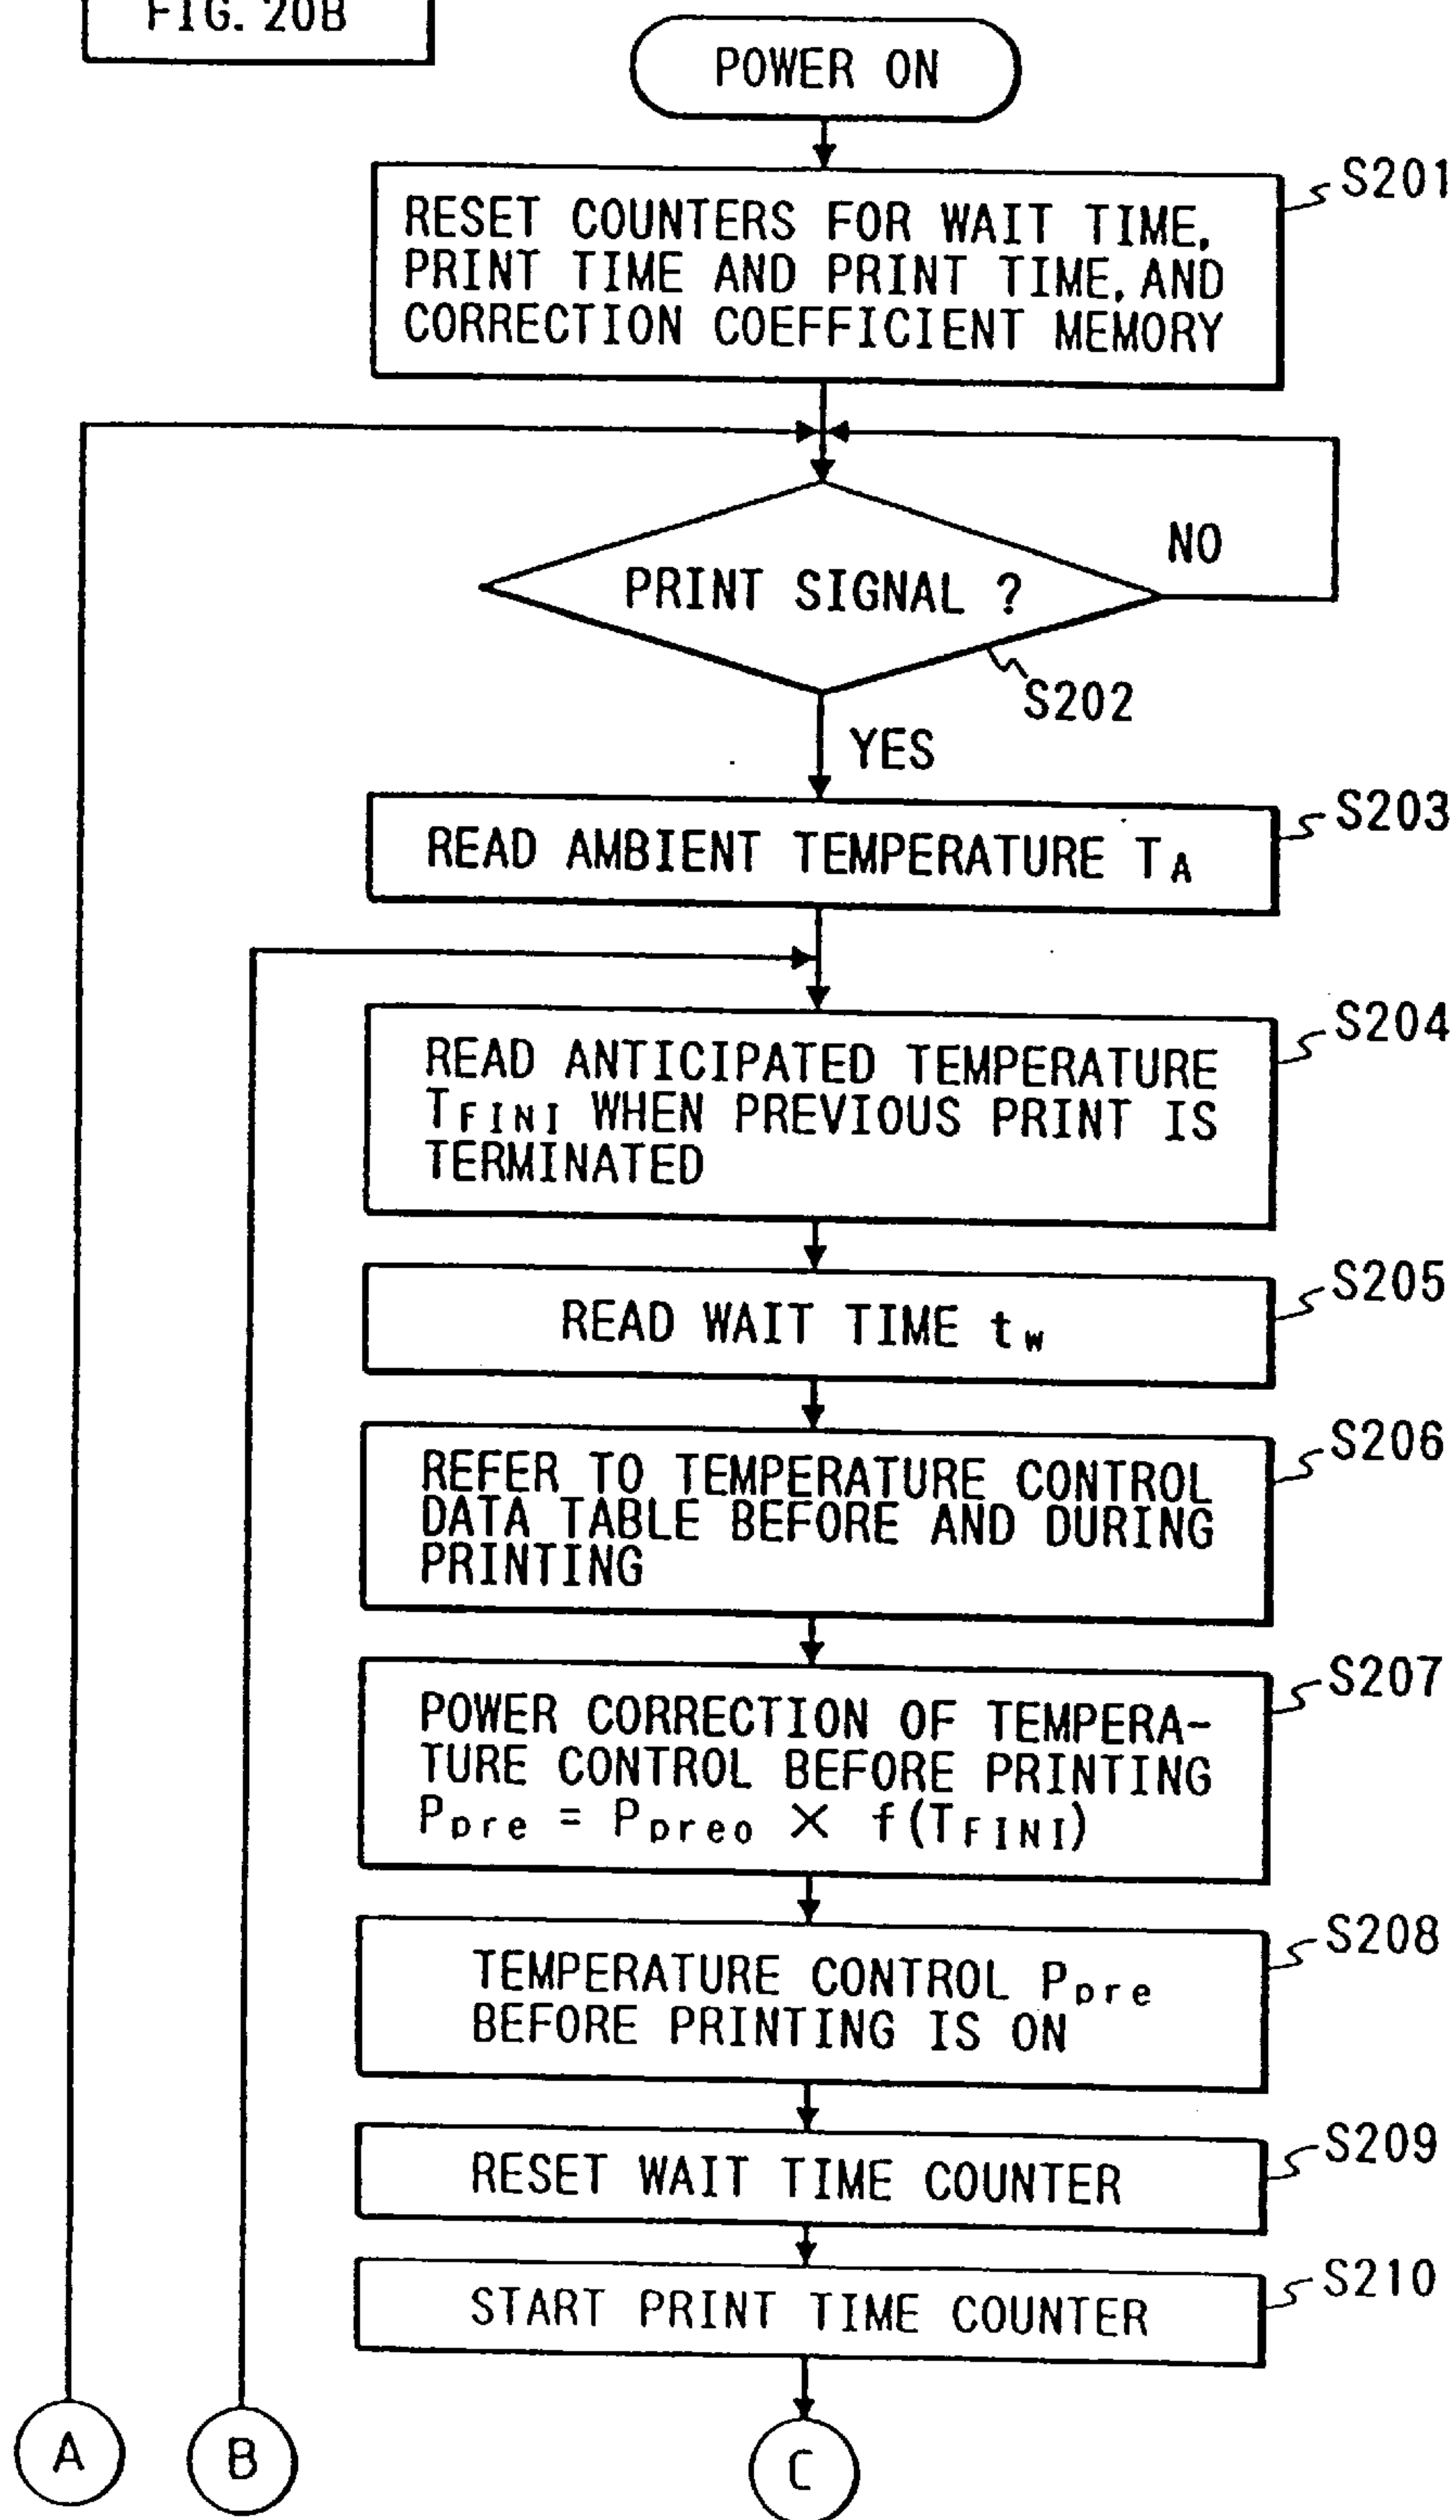 FIG. 20B
POWER ON
S201
RESET COUNTERS FOR WAIT TIME,
PRINT TIME AND PRINT TIME, AND
CORRECTION COEFFICIENT MEMORY
NO
PRINT SIGNAL ?
S202
YES
S203
READ AMBIENT TEMPERATURE TA
S204
READ ANTICIPATED TEMPERATURE
TFINI WHEN PREVIOUS PRINT IS
TERMINATED
S205
READ WAIT TIME tw
S206
REFER TO TEMPERATURE CONTROL
DATA TABLE BEFORE AND DURING
PRINTING
S207
POWER CORRECTION OF TEMPERA-
TURE CONTROL BEFORE PRINTING
Ppre = Ppreo × f(TFINI)
S208
TEMPERATURE CONTROL Ppre
BEFORE PRINTING IS ON
S209
RESET WAIT TIME COUNTER
S210
START PRINT TIME COUNTER
A
B
C